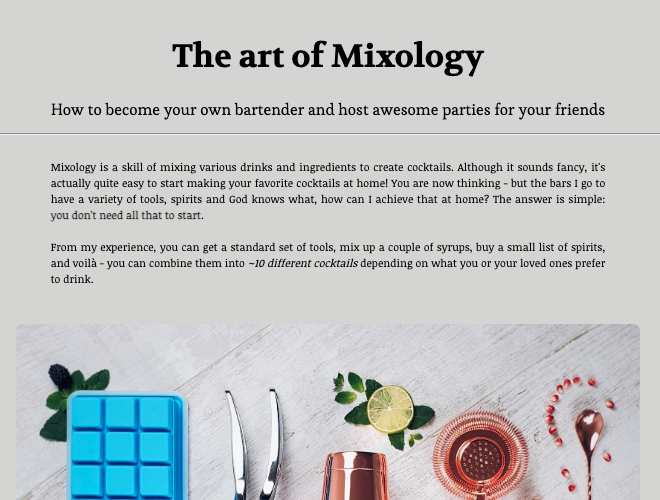 The art of Mixology
How to become your own bartender and host awesome parties for your friends
Mixology is a skill of mixing various drinks and ingredients to create cocktails. Although it sounds fancy, it's
actually quite easy to start making your favorite cocktails at home! You are now thinking - but the bars I go to
have a variety of tools, spirits and God knows what, how can I achieve that at home? The answer is simple:
you don't need all that to start.
From my experience, you can get a standard set of tools, mix up a couple of syrups, buy a small list of spirits,
and voilà - you can combine them into ~10 different cocktails depending on what you or your loved ones prefer
to drink.